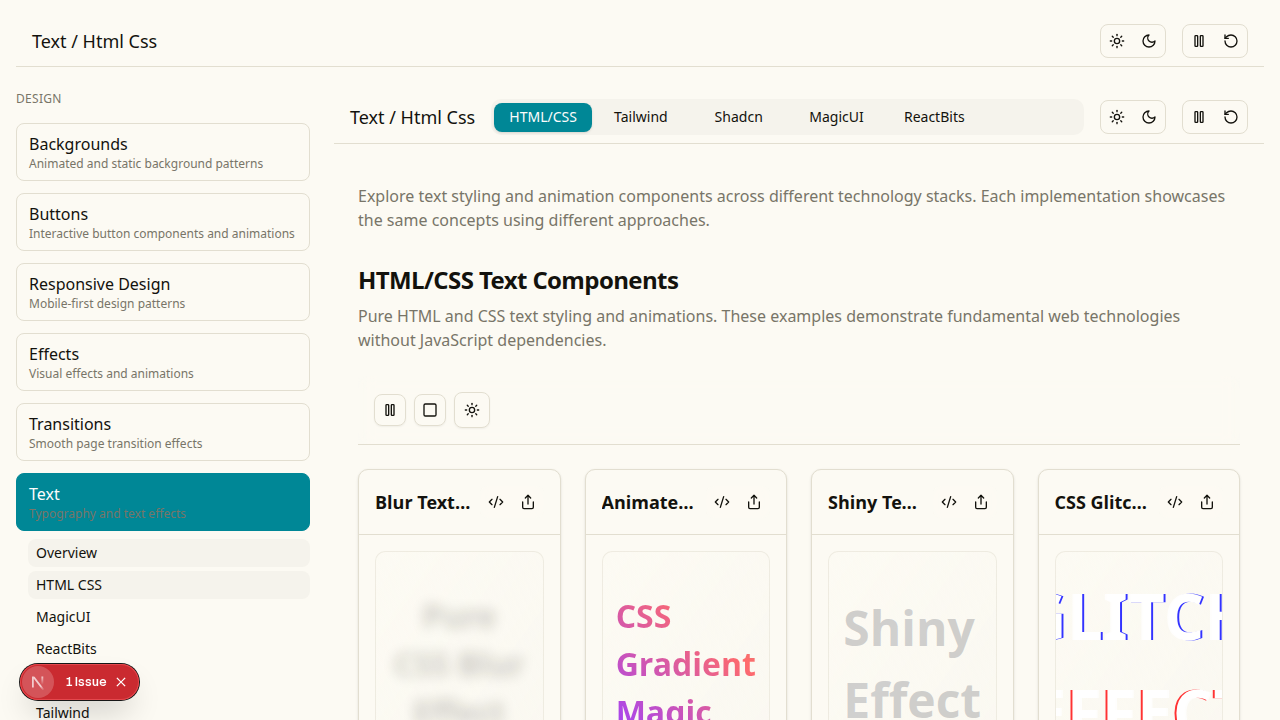 Text / Html Css
DESIGN
Backgrounds
Animated and static background patterns
Buttons
Interactive button components and animations
Responsive Design
Mobile-first design patterns
Effects
Visual effects and animations
Transitions
Smooth page transition effects
Text
Typography and text effects
Overview
HTML CSS
MagicUI
ReactBits
Tailwind
1 Issue
Text / Html Css
HTML/CSS
Tailwind
Shadcn
MagicUI
ReactBits
Explore text styling and animation components across different technology stacks. Each implementation showcases
the same concepts using different approaches.
HTML/CSS Text Components
Pure HTML and CSS text styling and animations. These examples demonstrate fundamental web technologies
without JavaScript dependencies.
Blur Text...
Pure
CSS Blur
Effect
Animate...
CSS
Gradient
Magic
Shiny Te...
Shiny
Effect
CSS Glitc...
GLITCH